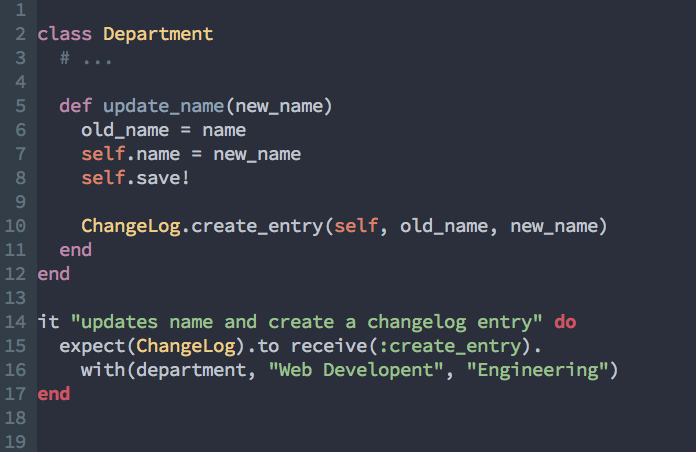 1
2 class Department
3   # ...
4
5   def update_name(new_name)
6     old_name = name
7     self.name = new_name
8     self.save!
9
10     ChangeLog.create_entry(self, old_name, new_name)
11   end
12 end
13
14 it "updates name and create a changelog entry" do
15   expect(ChangeLog).to receive(:create_entry).
16     with(department, "Web Developent", "Engineering")
17 end
18
19